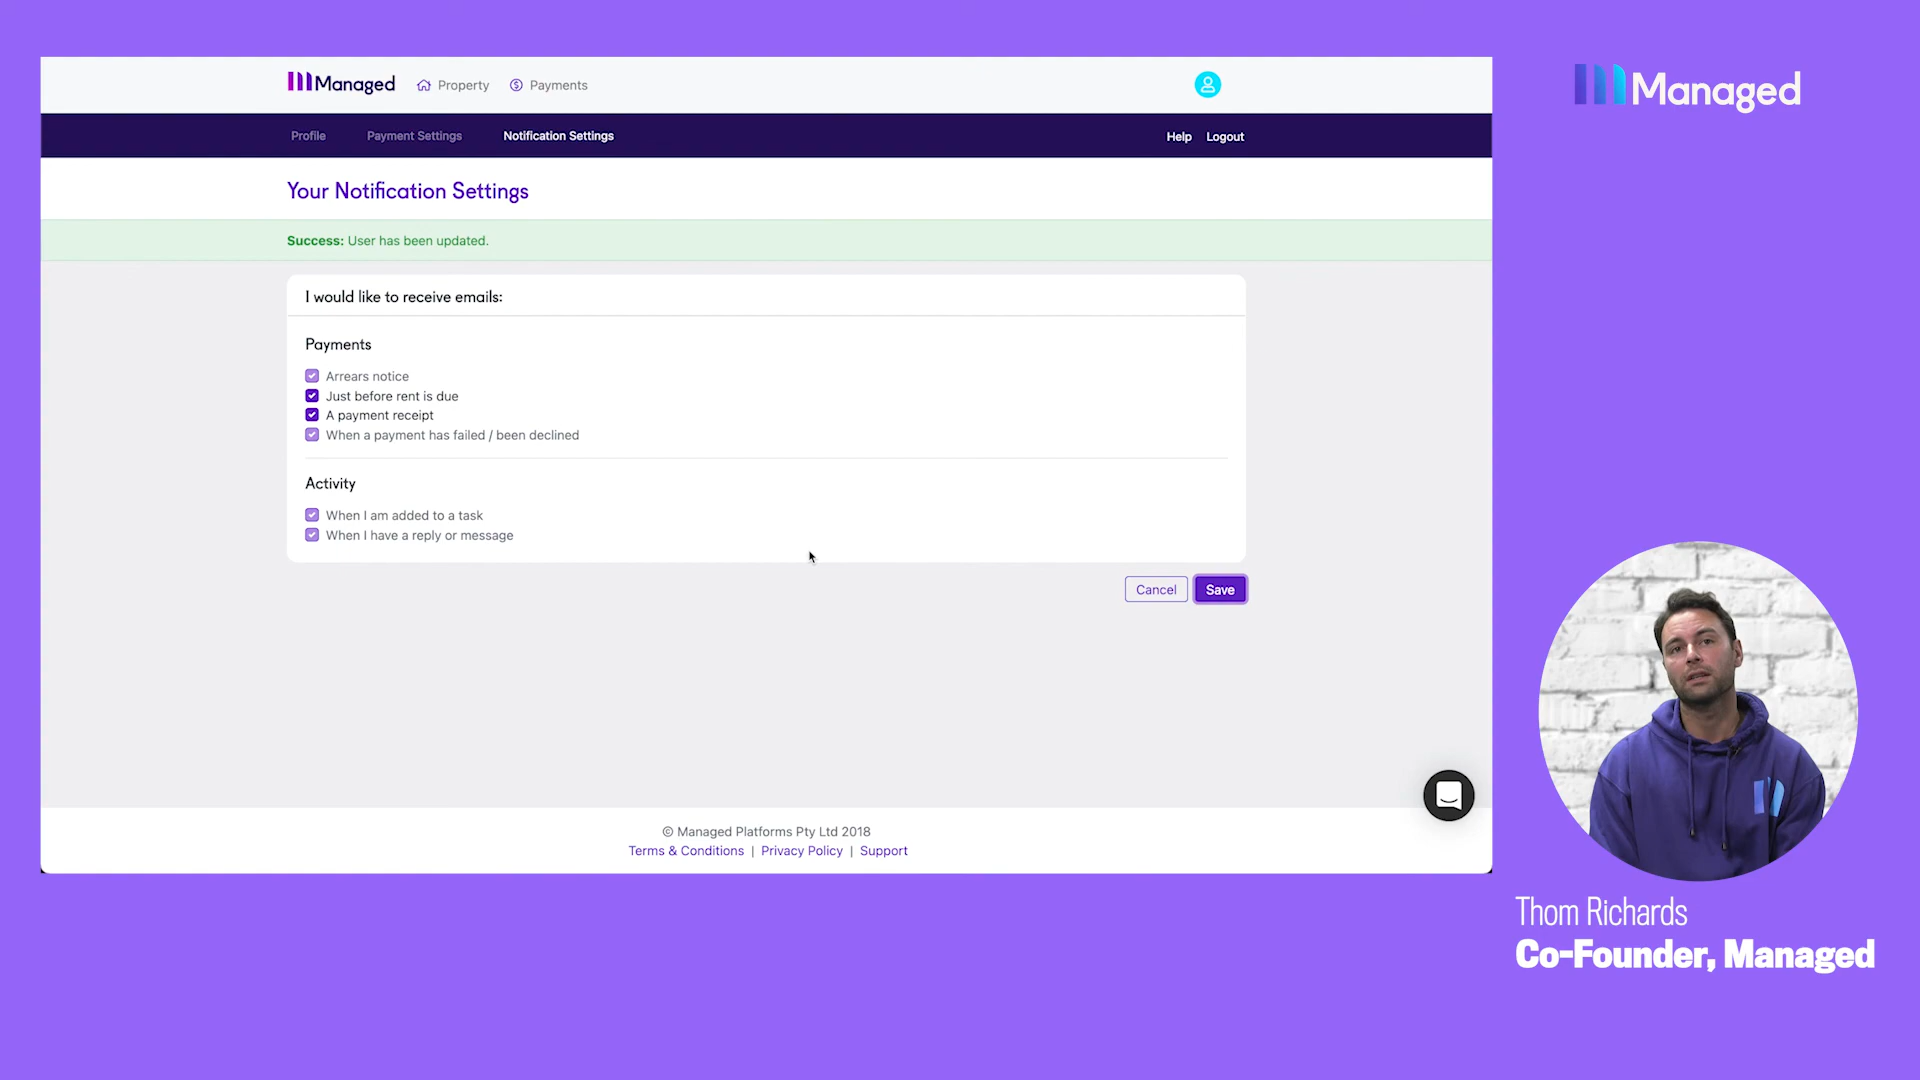 Managed Property Payments
Managed
Profile Payment Settings Notification Settings Help Logout
Your Notification Settings
Success: User has been updated.
I would like to receive emails:
Payments
Arrears notice
Just before rent is due
A payment receipt
When a payment has failed / been declined
Activity
When I am added to a task
When I have a reply or message
Cancel Save
© Managed Platforms Pty Ltd 2018
Terms & Conditions | Privacy Policy | Support
Thom Richards
Co-Founder, Managed